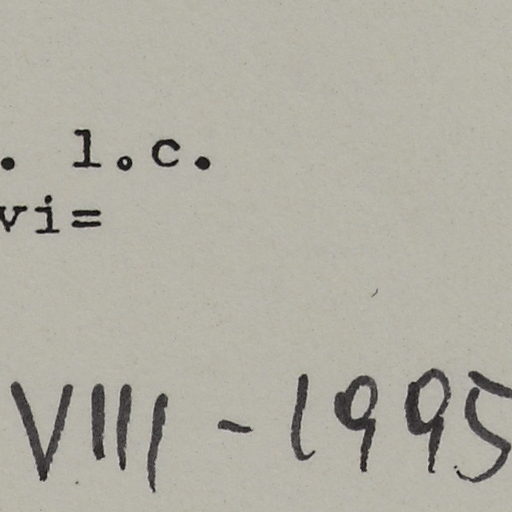 . l.c.
vi=
VIII - 1995